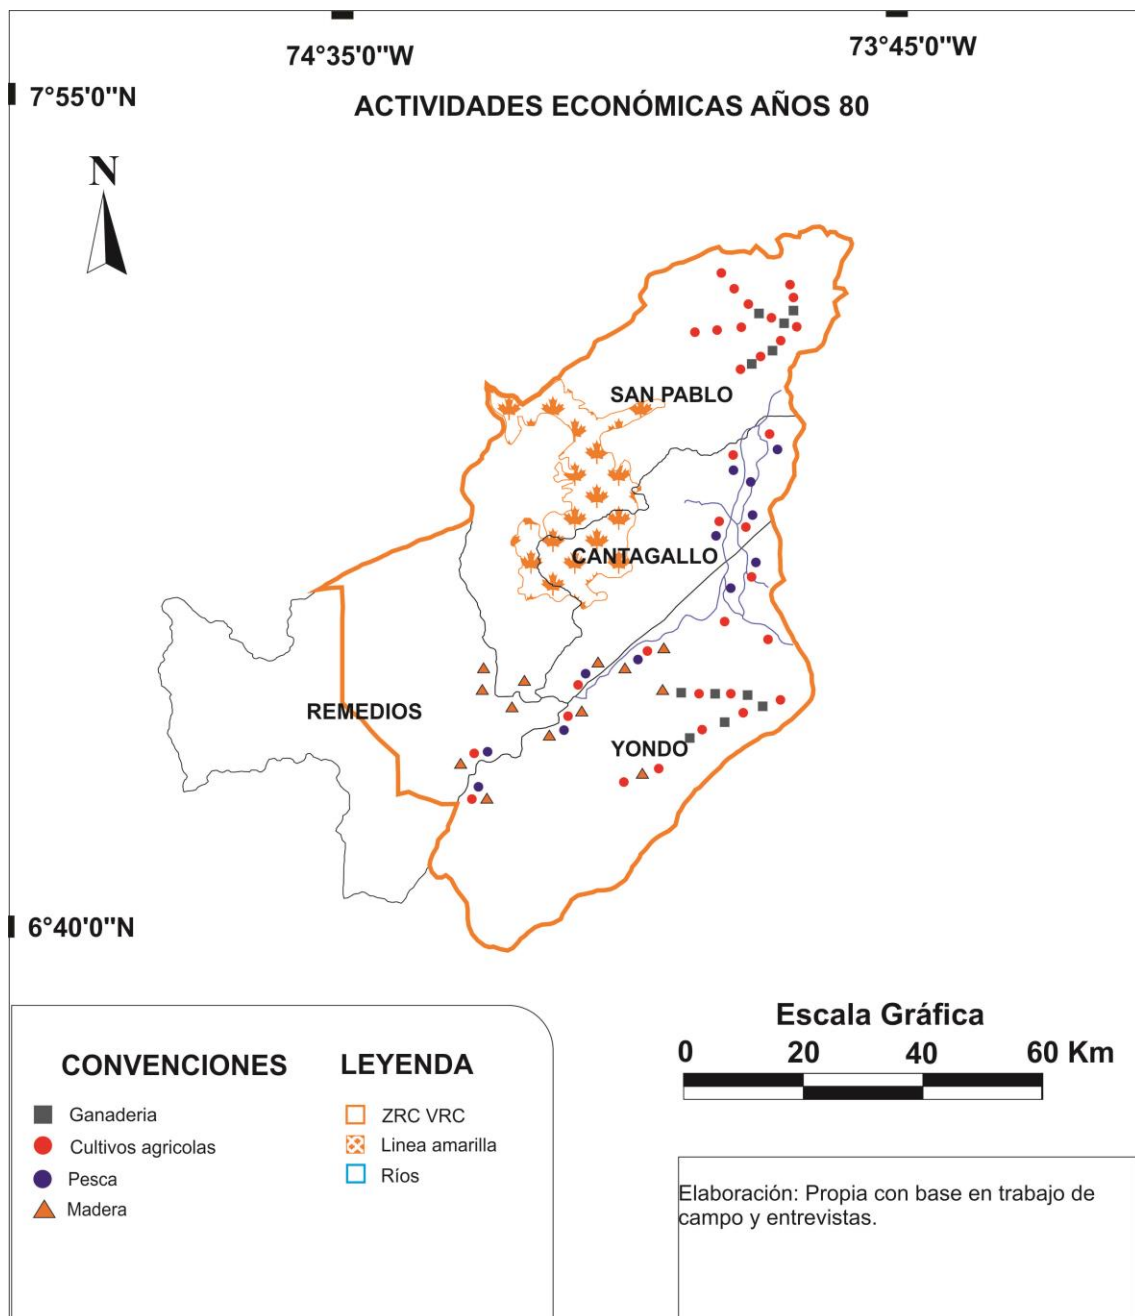 74°35'0"W
73°45'0"W
7°55'0"N
ACTIVIDADES ECONÓMICAS AÑOS 80
N
SAN PABLO
CANTAGALLO
REMEDIOS
YONDO
6°40'0"N
Escala Gráfica
0 20 40 60 Km
CONVENCIONES
Ganaderia
Cultivos agricolas
Pesca
Madera
LEYENDA
ZRC VRC
Linea amarilla
Ríos
Elaboración: Propia con base en trabajo de
campo y entrevistas.